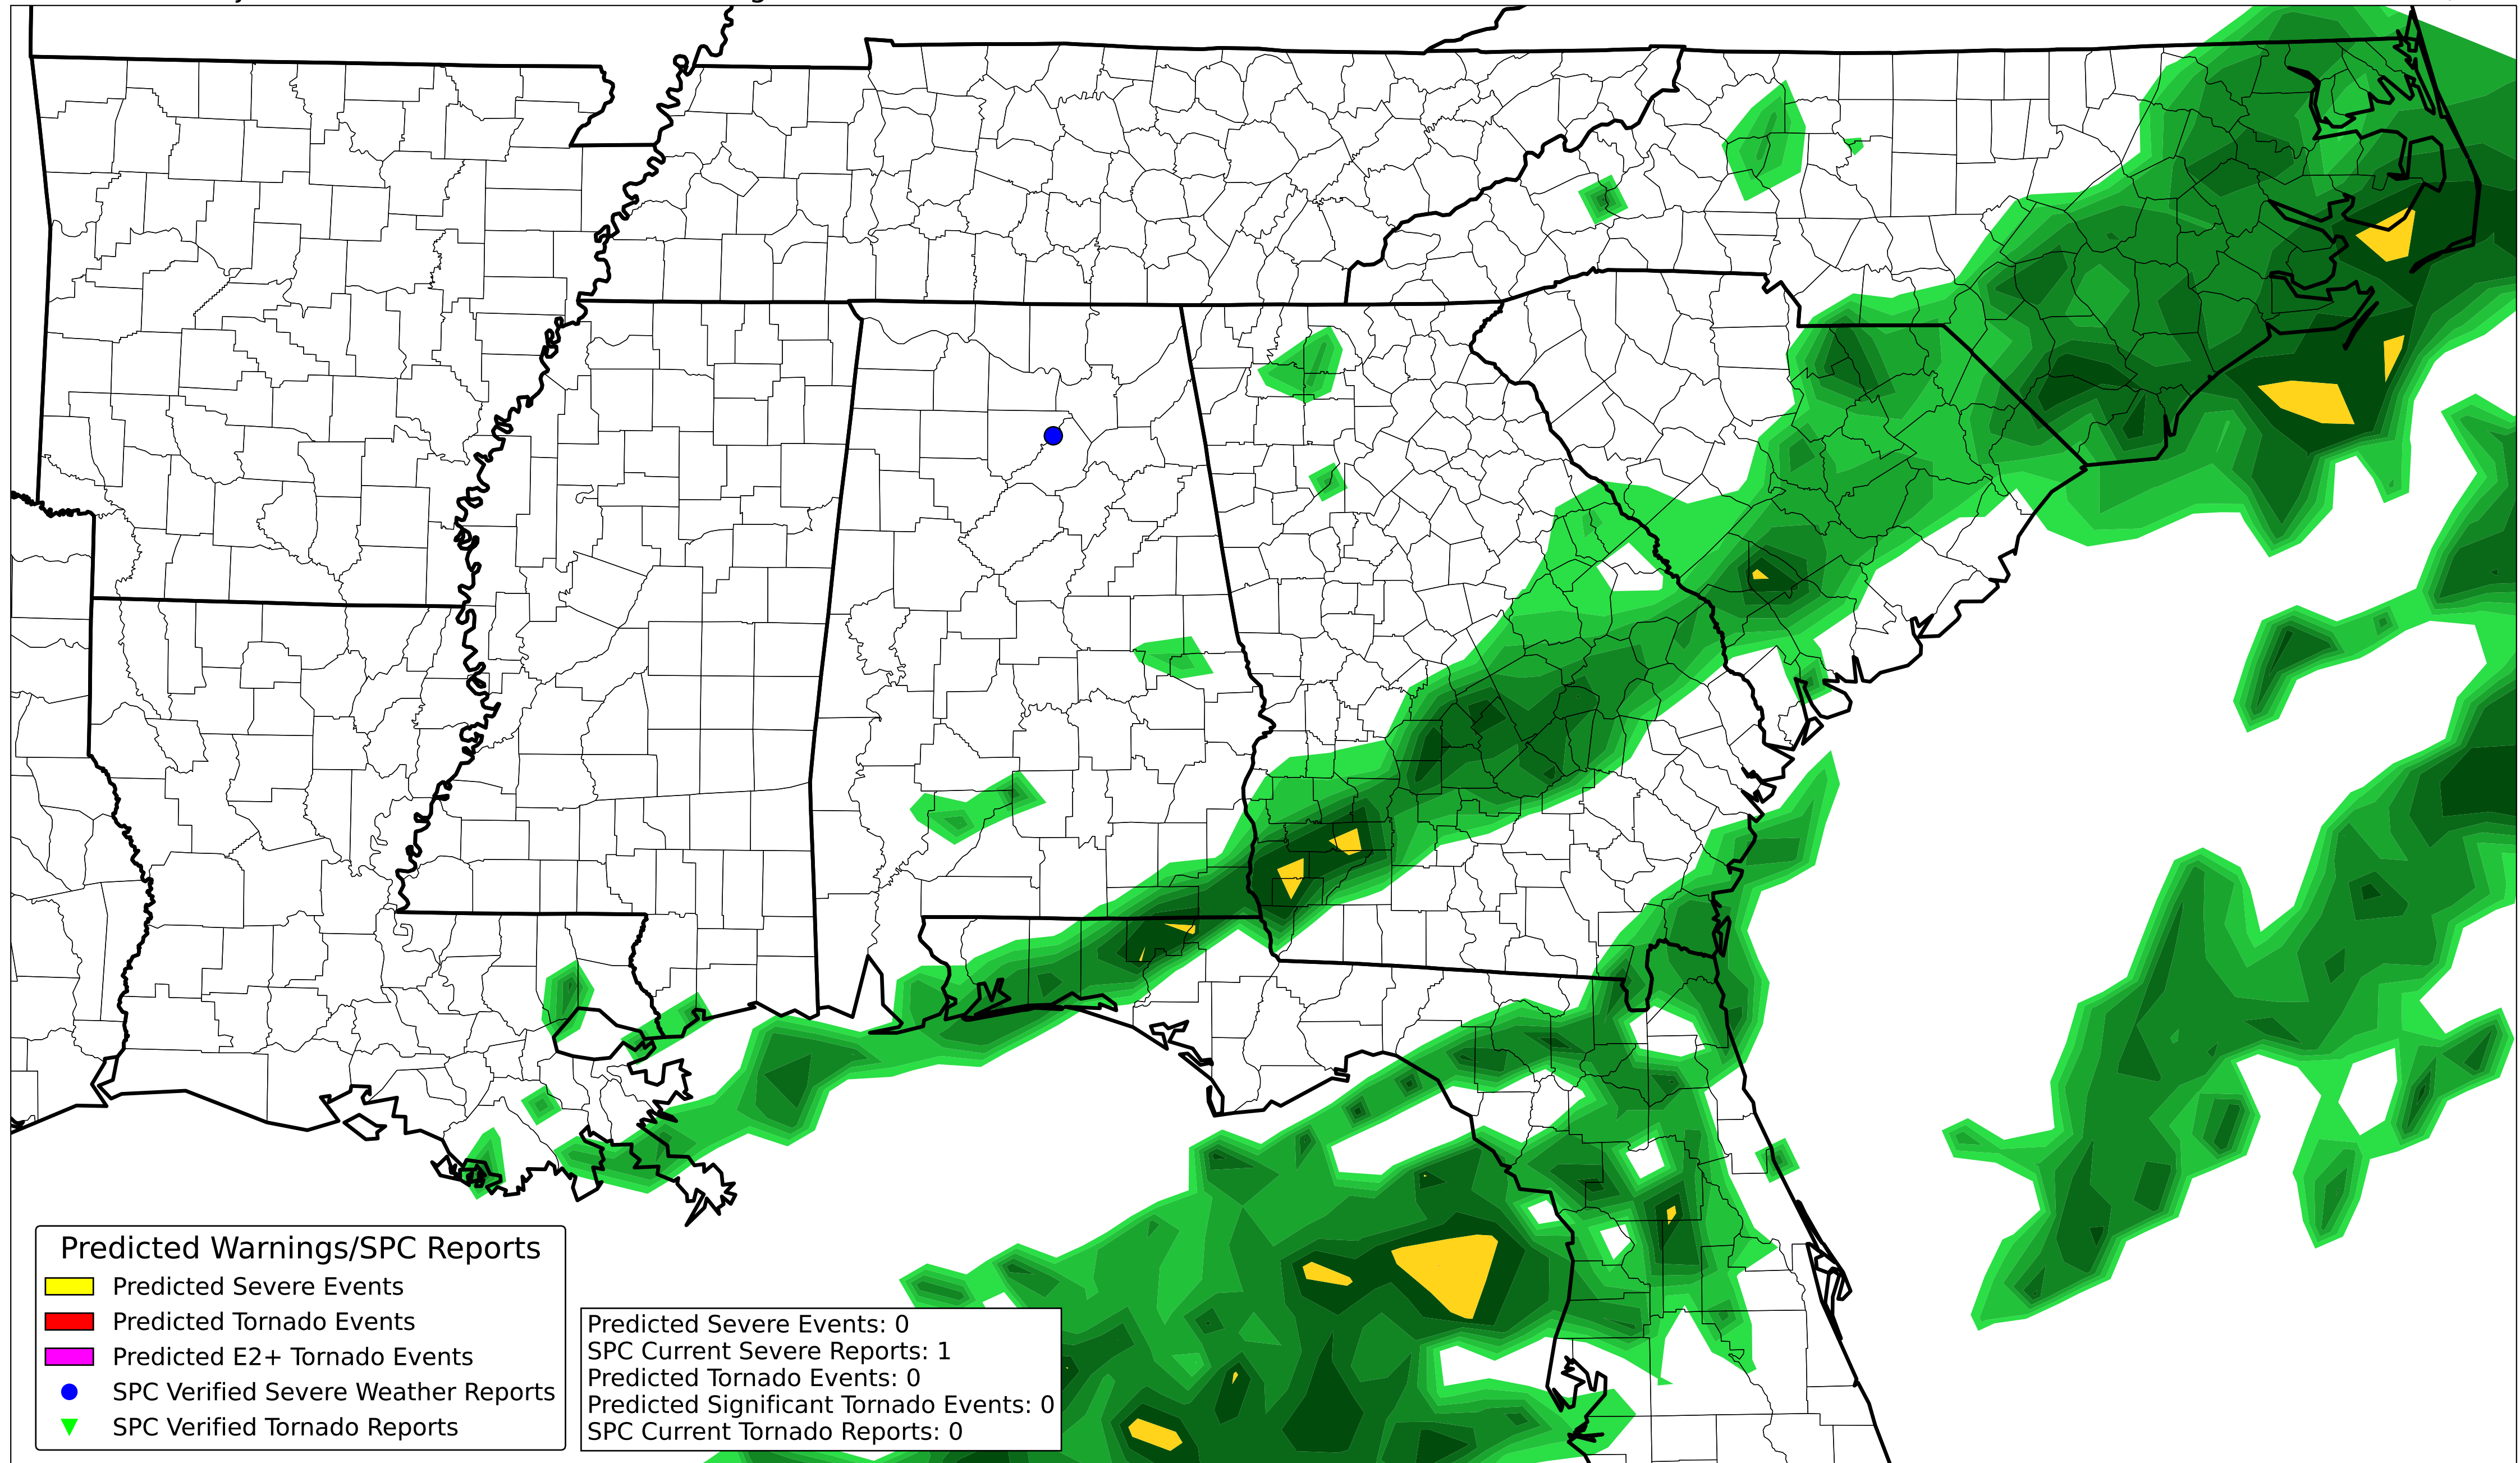 Predicted Warnings/SPC Reports
Predicted Severe Events
Predicted Tornado Events
Predicted E2+ Tornado Events
SPC Verified Severe Weather Reports
SPC Verified Tornado Reports
Predicted Severe Events: 0
SPC Current Severe Reports: 1
Predicted Tornado Events: 0
Predicted Significant Tornado Events: 0
SPC Current Tornado Reports: 0